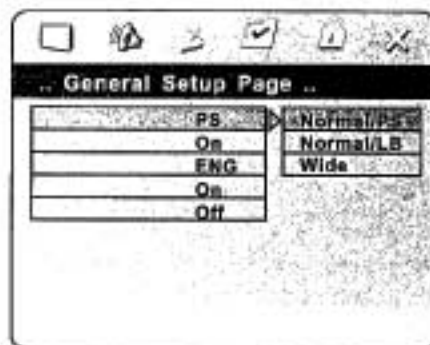 .. General Setup Page ..
PS Normal/PS
On Normal/LB
ENG Wide
On
Off